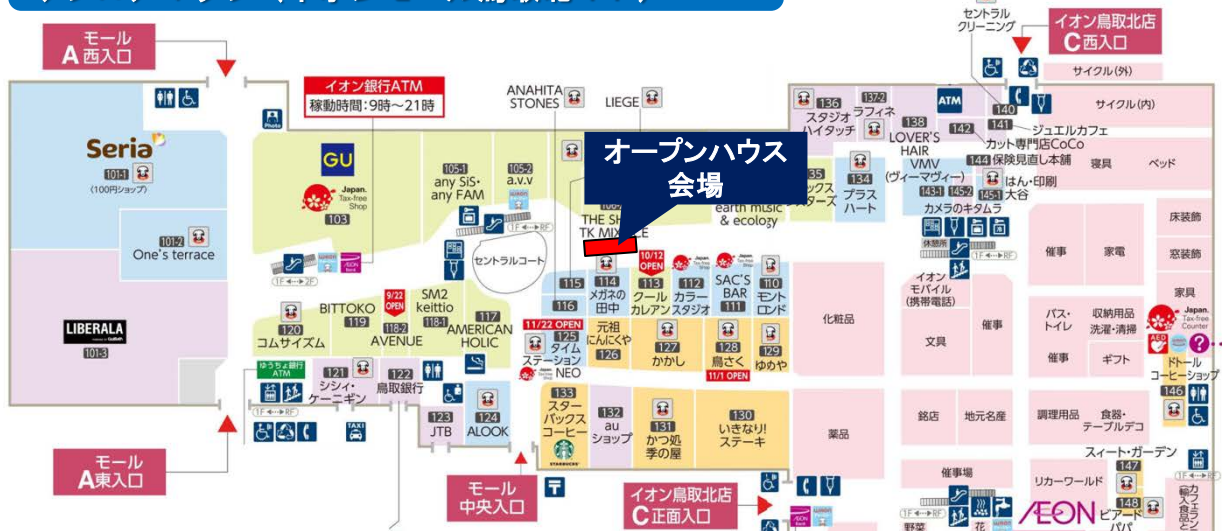 モール
A西入口
イオン銀行ATM
稼動時間:9時～21時
ANAHITA
STONES
LIEGE
セントラル
クリーニング
イオン鳥取北店
C西入口
サイクル(外)
サイクル(内)
Seria
101-1
(100円ショップ)
Photo
GU
Japan.
Tax-free
Shop
103
105-1
any SiS・
any FAM
105-2
a.v.v
オープンハウス
会場
THE SH
TK MIX
CE
earth music
& ecology
136
スタジオ
ハイタッチ
137-2
ラフィネ
138
LOVER'S
HAIR
VMV
(ヴィーマヴィー)
ATM
140
141
ジュエルカフェ
142
カット専門店CoCo
144
保険見直し本舗
145-1
はん・印刷
大谷
143-1
145-2
カメラのキタムラ
134
プラス
ハート
寝具
ベッド
101-2
One's terrace
1F⟷2F
1F⟷RF
セントラルコート
115
116
114
メガネの
田中
10/12
OPEN
113
クール
カレアン
112
カラー
スタジオ
SAC'S
BAR
111
110
モント
ロンド
休憩所
1F⟷RF
イオン
モバイル
(携帯電話)
催事
家電
床装飾
窓装飾
家具
LIBERALA
101-3
120
コムサイズム
BITTOKO
119
9/22
OPEN
118-2
AVENUE
SM2
keittio
118-1
117
AMERICAN
HOLIC
11/22 OPEN
125
タイム
ステーション
NEO
元祖
にんにくや
126
127
かかし
128
鳥さく
11/1 OPEN
129
ゆめや
化粧品
文具
催事
バス・
トイレ
収納用品
洗濯・清掃
催事
ギフト
Japan.
Tax-free
Counter
AED
ドトール
コーヒーショップ
146
ゆうちょ銀行
ATM
1F⟷RF
121
シシィ・
ケーニギン
122
鳥取銀行
TAXI
123
JTB
124
ALOOK
133
スター
バックス
コーヒー
STARBUCKS
132
au
ショップ
131
かつ処
季の屋
130
いきなり!
ステーキ
薬品
銘店
地元名産
調理用品
食器・
テーブルデコ
スィート・ガーデン
147
148
ビアード
パパ
催事場
1F⟷RF
野菜
花
リカーワールド
AEON
モール
A東入口
モール
中央入口
イオン鳥取北店
C正面入口